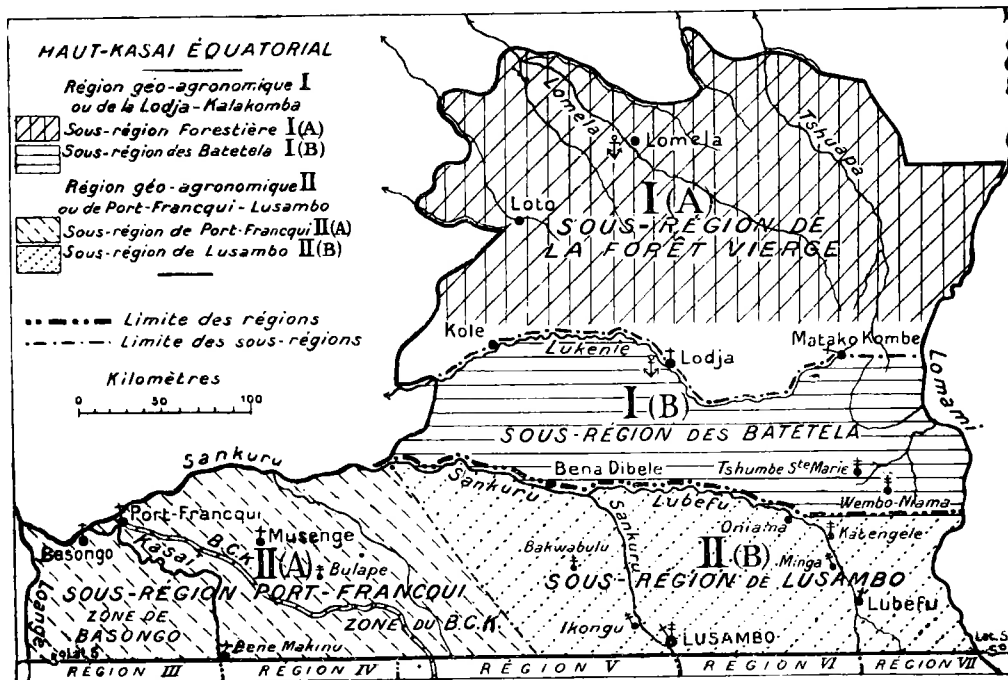 HAUT-KASAI ÉQUATORIAL
Région géo-agronomique I
ou de la Lodja-Kalakomba
Sous-région Forestière I(A)
Sous-région des Batetela I(B)
Région géo-agronomique II
ou de Port-Francqui-Lusambo
Sous-région de Port-Francqui II(A)
Sous-région de Lusambo II(B)
Limite des régions
Limite des sous-régions
Kilomètres
0 50 100
Lomela
Lomela
Tshuapa
Loto
I(A)
SOUS-RÉGION DE
LA FORÊT VIERGE
Kole
Lukenie
Lodja
Matako Kombe
Lomami
I(B)
SOUS-RÉGION DES BATETELA
Sankuru
Sankuru
Bena Dibele
Tshumbe Ste Marie
Lubefu
Wembo-Niama
Port-Francqui
Basongo
Kasai
B.C.K.
Musenge
II(A)
Bulape
SOUS-RÉGION PORT-FRANCQUI
ZONE DE
BASONGO
ZONE DU B.C.K.
Loange
Bene Makinu
Sankuru
Bakwabulu
Oniama
II(B)
Katengele
Minga
SOUS-RÉGION DE LUSAMBO
Ikongu
LUSAMBO
Lubefu
5° Lat. S.
Lat. S.
5°
RÉGION III
RÉGION IV
RÉGION V
RÉGION VI
RÉGION VII